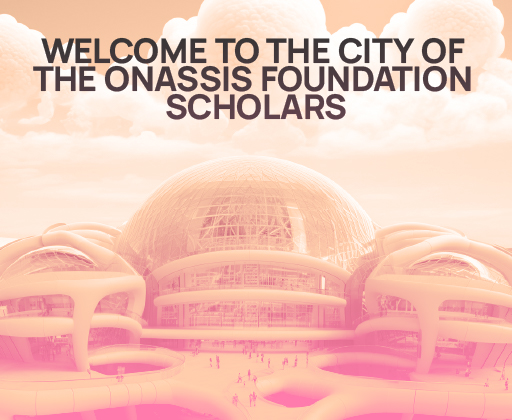 WELCOME TO THE CITY OF
THE ONASSIS FOUNDATION
SCHOLARS